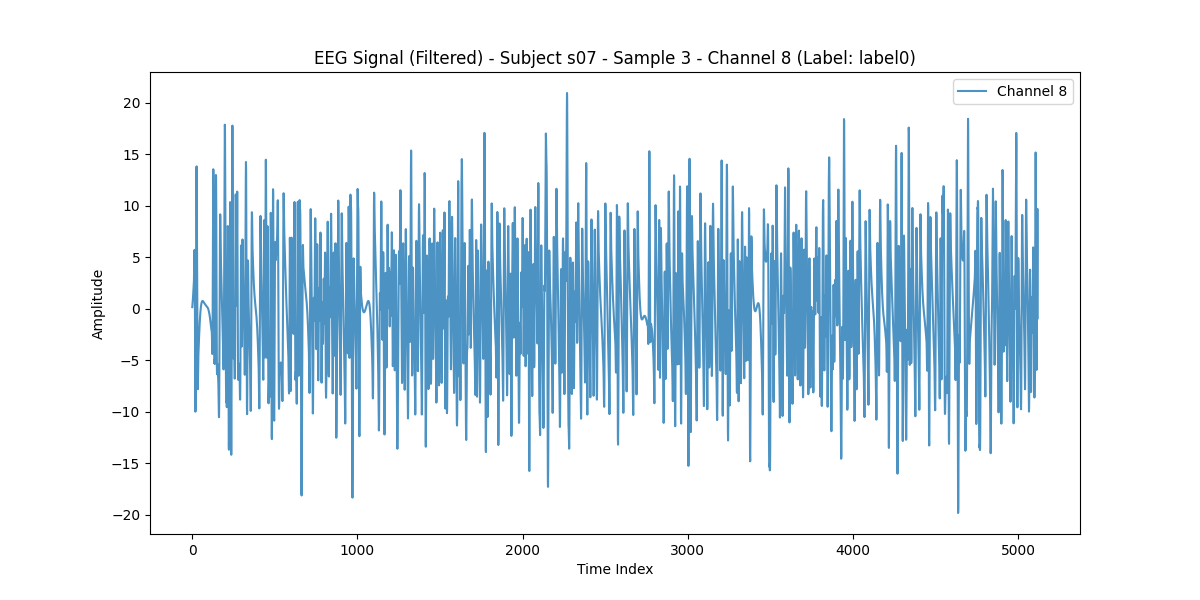 EEG Signal (Filtered) - Subject s07 - Sample 3 - Channel 8 (Label: label0)
Channel 8
Amplitude
20
15
10
5
0
−5
−10
−15
−20
0 1000 2000 3000 4000 5000
Time Index